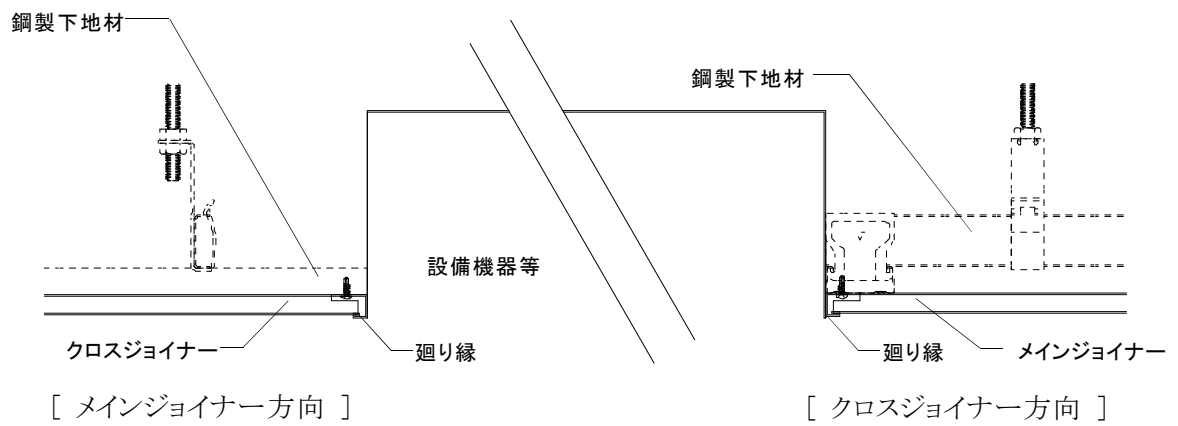 鋼製下地材
鋼製下地材
設備機器等
クロスジョイナー
廻り縁
廻り縁
メインジョイナー
[ メインジョイナー方向 ]
[ クロスジョイナー方向 ]